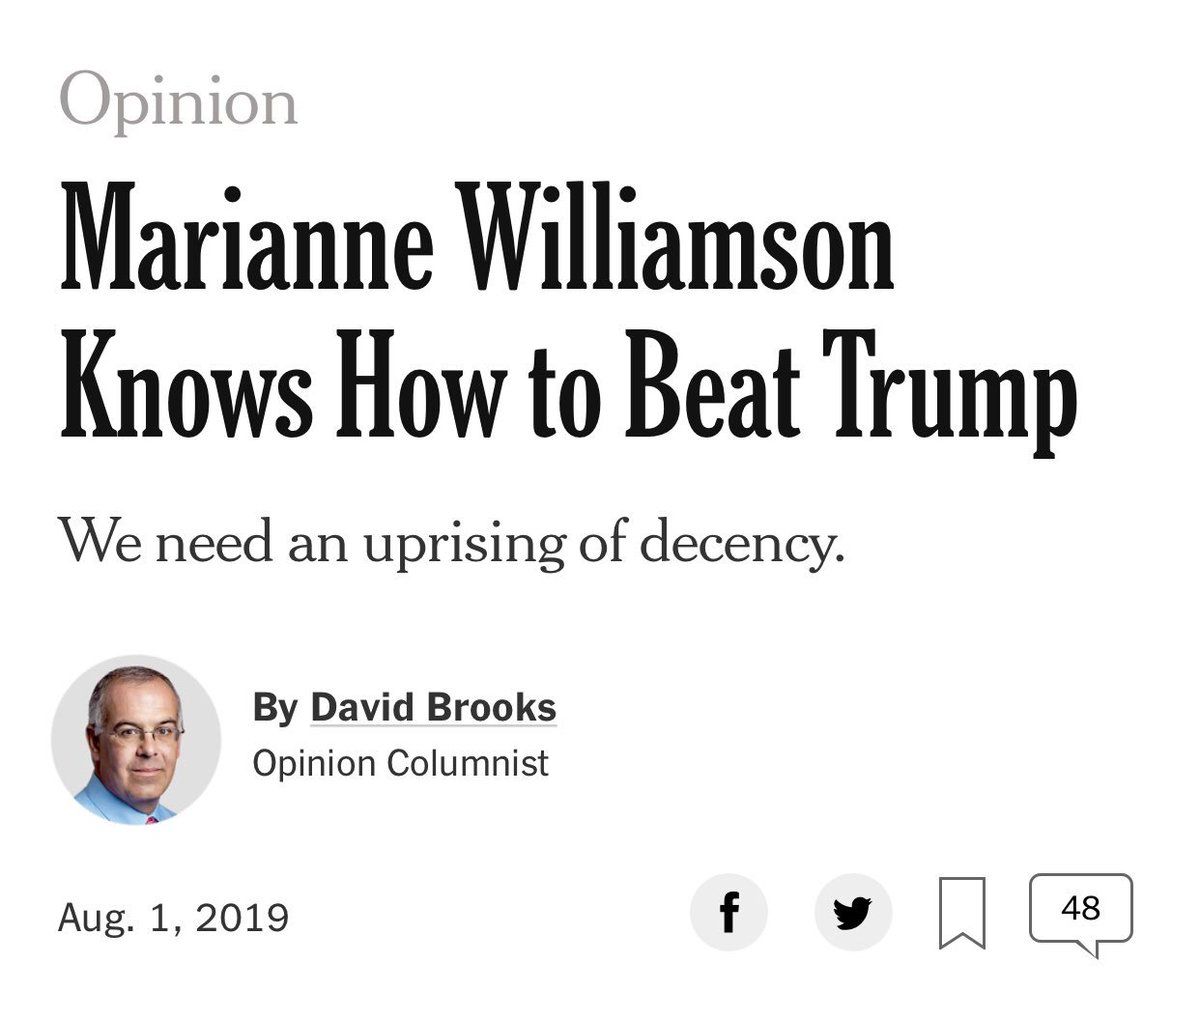 Opinion
Marianne Williamson
Knows How to Beat Trump
We need an uprising of decency.
By David Brooks
Opinion Columnist
Aug. 1, 2019
48